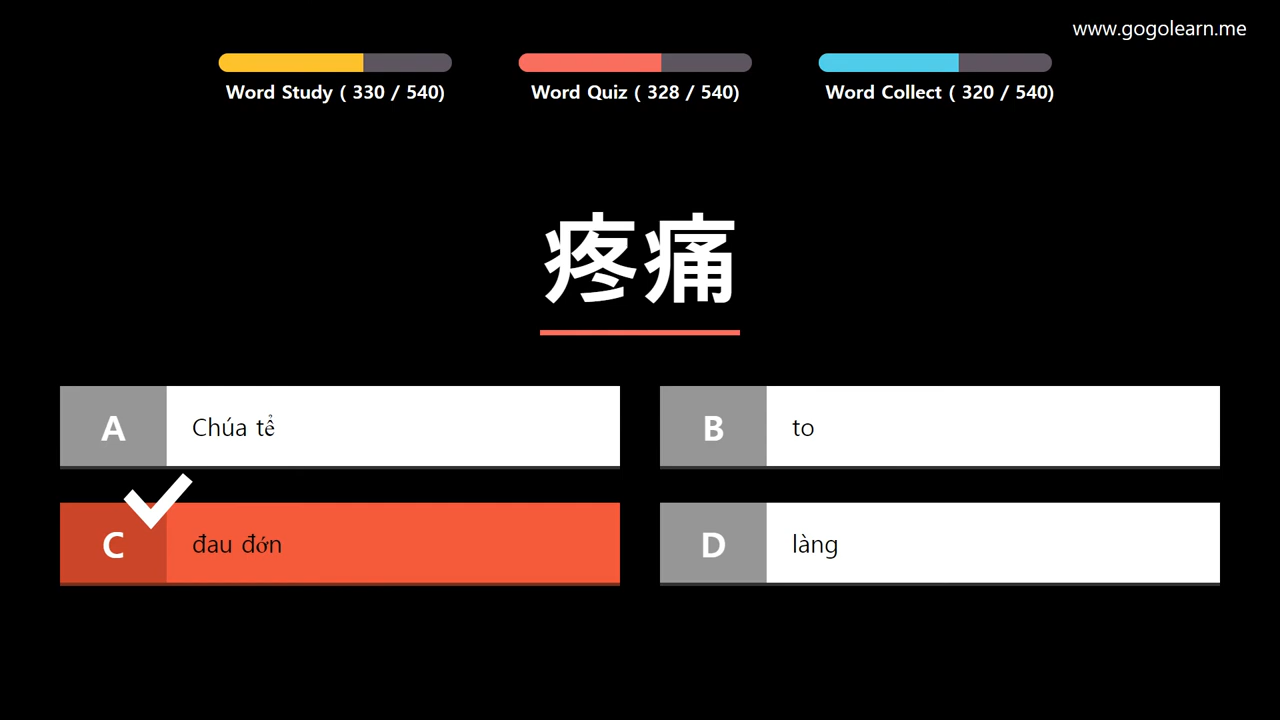 www.gogolearn.me
Word Study ( 330 / 540)
Word Quiz ( 328 / 540)
Word Collect ( 320 / 540)
疼痛
A Chúa tể
B to
C đau đớn
D làng